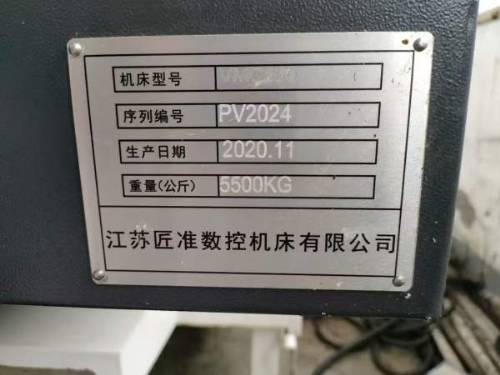 机床型号
序列编号 PV2024
生产日期 2020.11
重量(公斤) 5500KG
江苏匠准数控机床有限公司